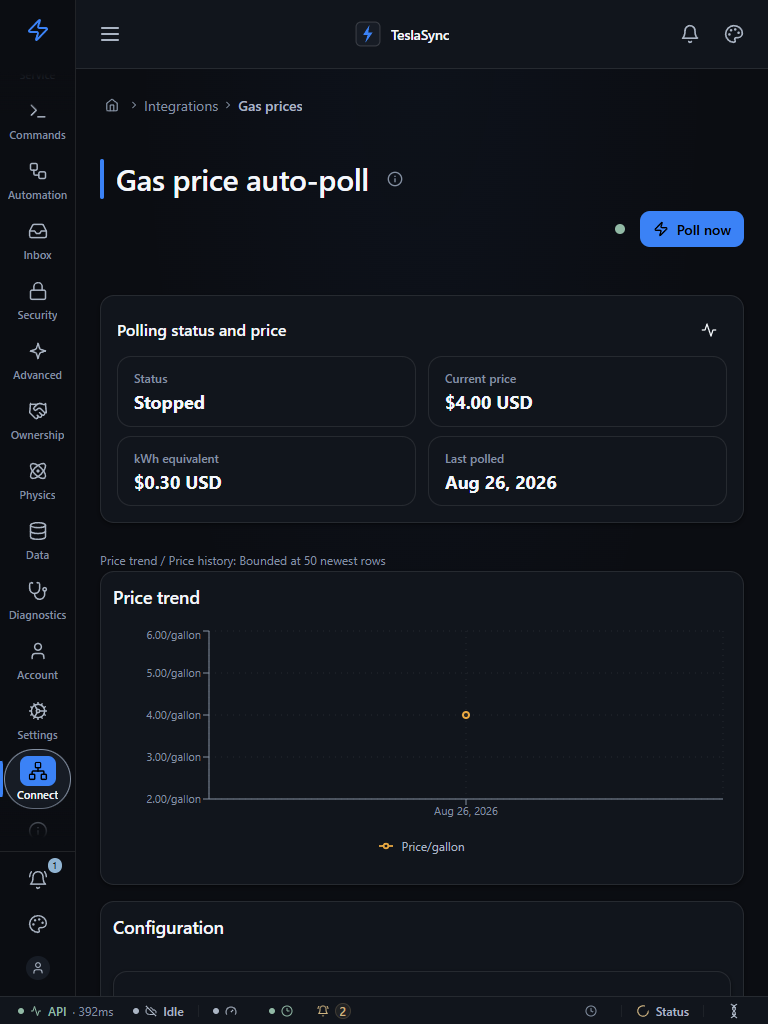 TeslaSync
Service
Commands
Automation
Inbox
Security
Advanced
Ownership
Physics
Data
Diagnostics
Account
Settings
Connect
1
Integrations
Gas prices
Gas price auto-poll
Poll now
Polling status and price
Status
Stopped
Current price
$4.00 USD
kWh equivalent
$0.30 USD
Last polled
Aug 26, 2026
Price trend / Price history: Bounded at 50 newest rows
Price trend
6.00/gallon
5.00/gallon
4.00/gallon
3.00/gallon
2.00/gallon
Aug 26, 2026
Price/gallon
Configuration
API · 392ms
Idle
2
Status